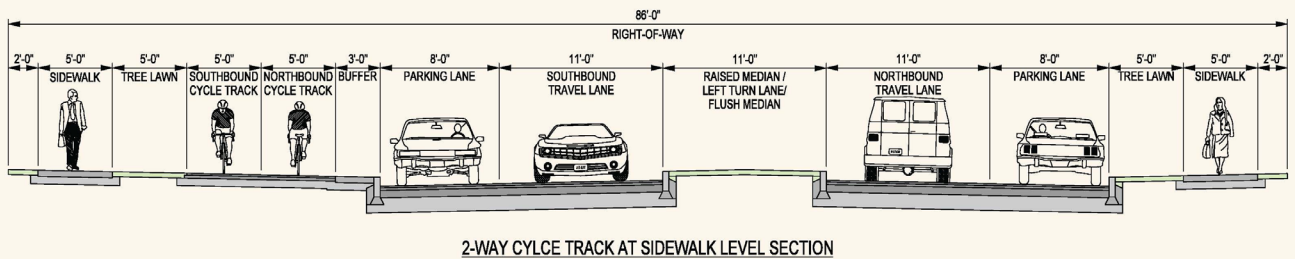 86'-0"
RIGHT-OF-WAY
2'-0" 5'-0" 5'-0" 5'-0" 5'-0" 3'-0" 8'-0" 11'-0" 11'-0" 11'-0" 8'-0" 5'-0" 5'-0" 2'-0"
SIDEWALK
TREE LAWN
SOUTHBOUND
CYCLE TRACK
NORTHBOUND
CYCLE TRACK
BUFFER
PARKING LANE
SOUTHBOUND
TRAVEL LANE
RAISED MEDIAN /
LEFT TURN LANE/
FLUSH MEDIAN
NORTHBOUND
TRAVEL LANE
PARKING LANE
TREE LAWN
SIDEWALK
2-WAY CYLCE TRACK AT SIDEWALK LEVEL SECTION